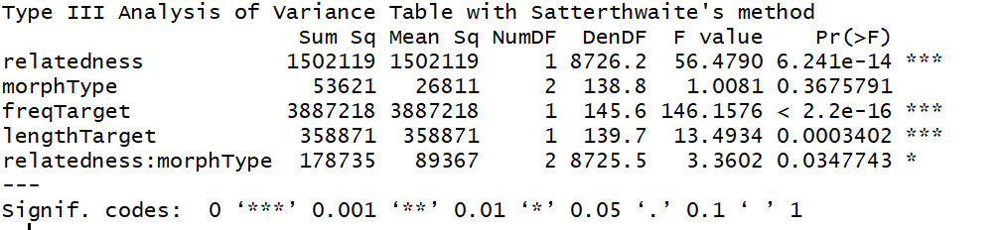 Type III Analysis of Variance Table with Satterthwaite's method
                      Sum Sq Mean Sq NumDF  DenDF  F value    Pr(>F)
relatedness          1502119 1502119     1 8726.2  56.4790 6.241e-14 ***
morphType              53621   26811     2  138.8   1.0081 0.3675791
freqTarget           3887218 3887218     1  145.6 146.1576 < 2.2e-16 ***
lengthTarget          358871  358871     1  139.7  13.4934 0.0003402 ***
relatedness:morphType 178735   89367     2 8725.5   3.3602 0.0347743 *
---
Signif. codes:  0 ‘***’ 0.001 ‘**’ 0.01 ‘*’ 0.05 ‘.’ 0.1 ‘ ’ 1